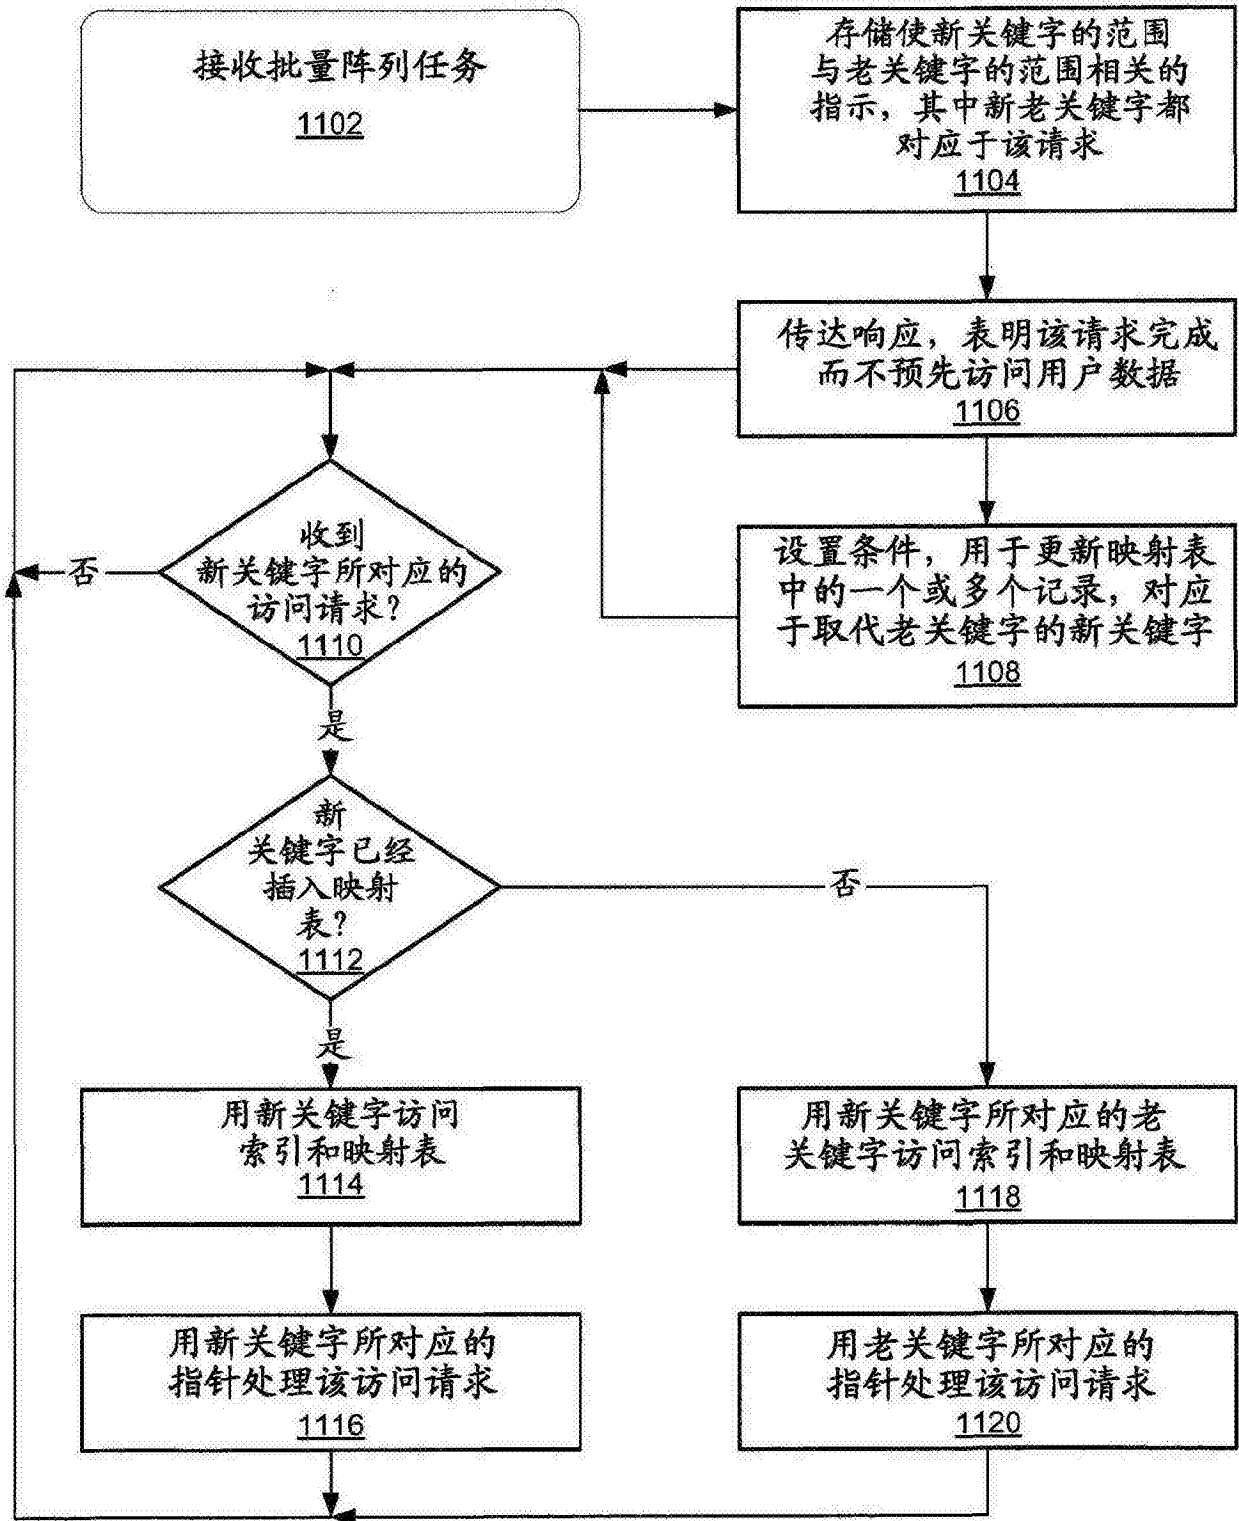 接收批量阵列任务
1102
存储使新关键字的范围
与老关键字的范围相关的
指示，其中新老关键字都
对应于该请求
1104
传达响应，表明该请求完成
而不预先访问用户数据
1106
设置条件，用于更新映射表
中的一个或多个记录，对应
于取代老关键字的新关键字
1108
收到
新关键字所对应的
访问请求？
1110
否
是
新
关键字已经
插入映射
表？
1112
否
是
用新关键字访问
索引和映射表
1114
用新关键字所对应的老
关键字访问索引和映射表
1118
用新关键字所对应的
指针处理该访问请求
1116
用老关键字所对应的
指针处理该访问请求
1120